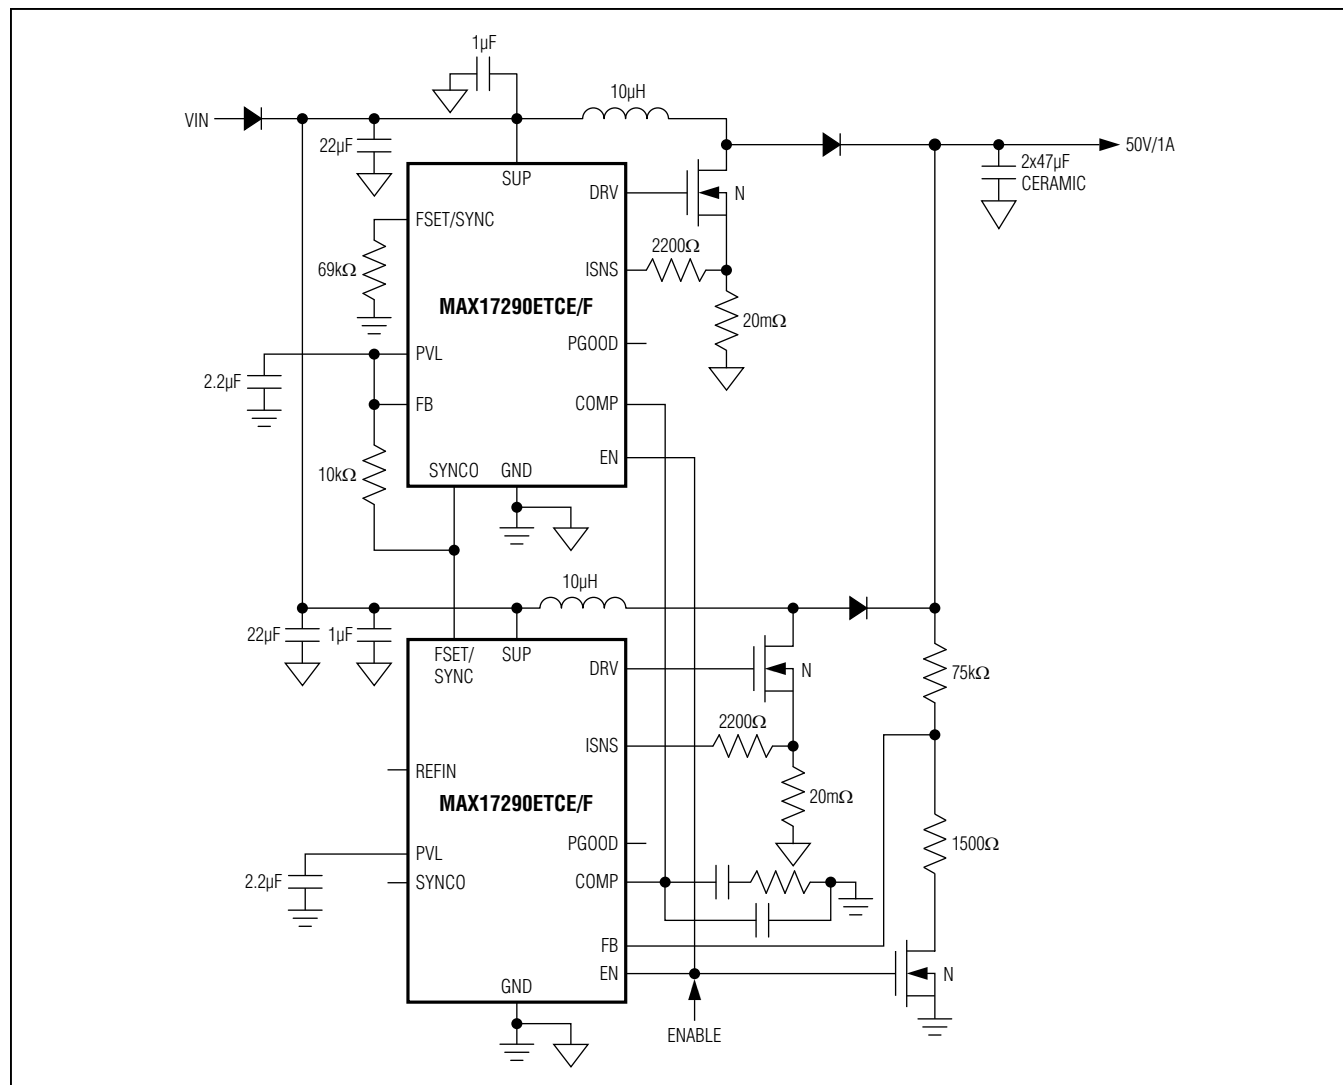 1µF
10µH
VIN
50V/1A
22µF
2x47µF
CERAMIC
SUP
DRV
N
FSET/SYNC
2200Ω
69kΩ
ISNS
MAX17290ETCE/F
20mΩ
PGOOD
PVL
2.2µF
COMP
FB
EN
10kΩ
SYNCO
GND
10µH
22µF
1µF
FSET/
SYNC
SUP
DRV
N
75kΩ
2200Ω
ISNS
REFIN
MAX17290ETCE/F
20mΩ
PGOOD
1500Ω
PVL
2.2µF
SYNCO
COMP
FB
EN
N
GND
ENABLE